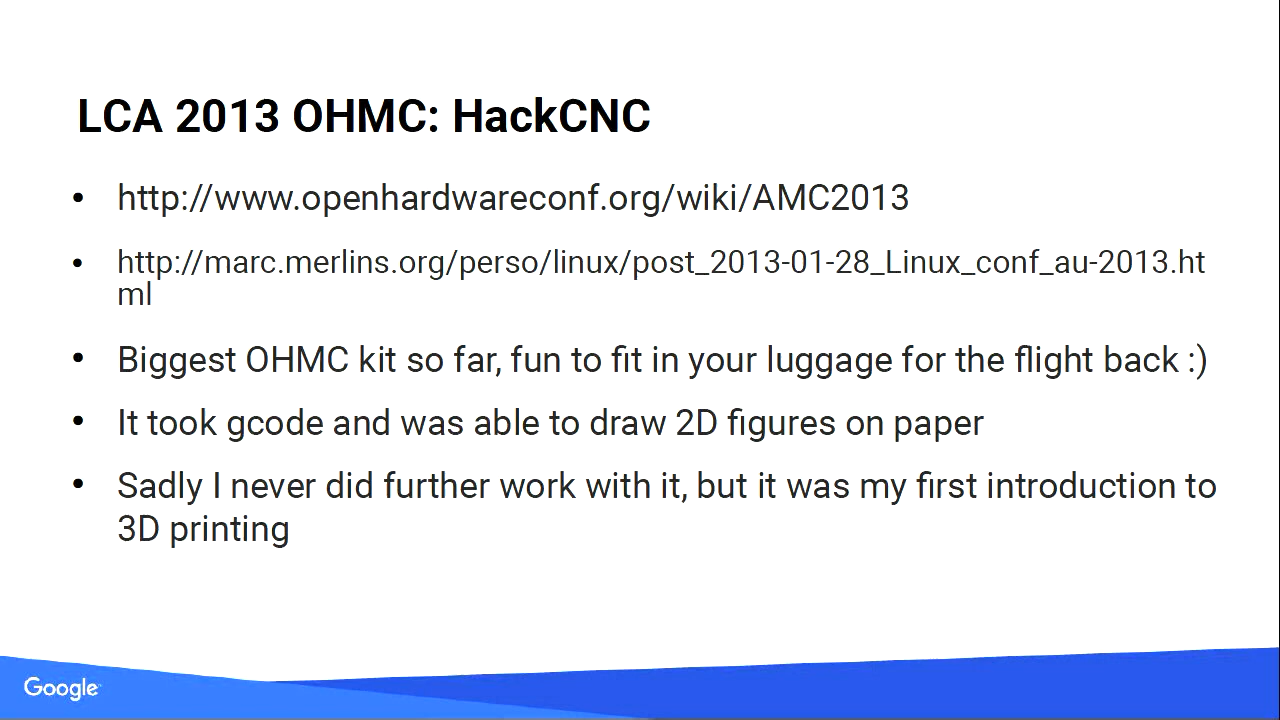 LCA 2013 OHMC: HackCNC
• http://www.openhardwareconf.org/wiki/AMC2013
• http://marc.merlins.org/perso/linux/post_2013-01-28_Linux_conf_au-2013.ht
ml
• Biggest OHMC kit so far, fun to fit in your luggage for the flight back :)
• It took gcode and was able to draw 2D figures on paper
• Sadly I never did further work with it, but it was my first introduction to
3D printing
Google